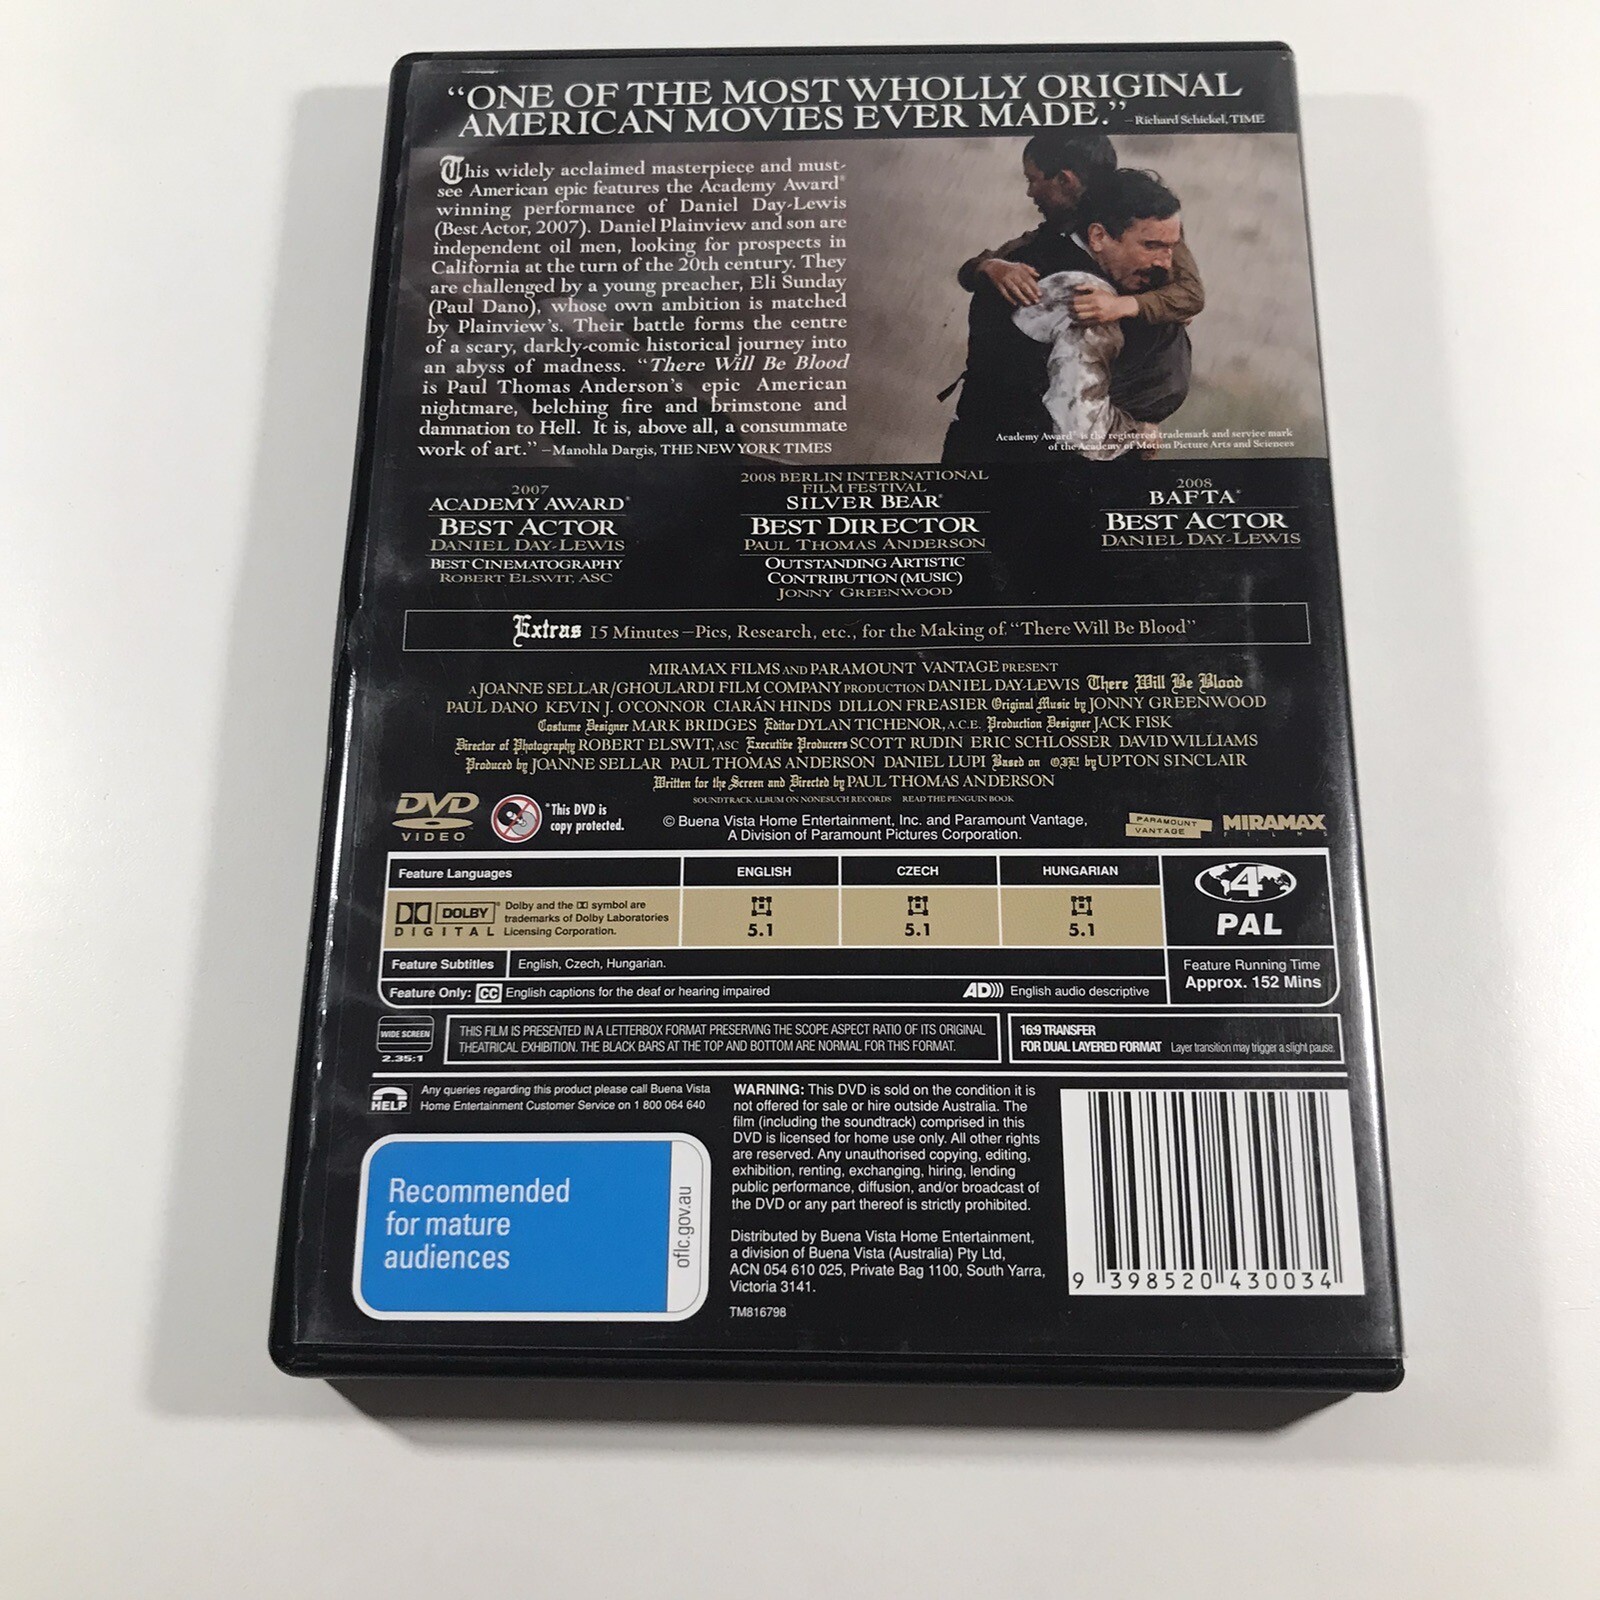 “ONE OF THE MOST WHOLLY ORIGINAL
AMERICAN MOVIES EVER MADE.” –Richard Schickel, TIME
This widely acclaimed masterpiece and must-
see American epic features the Academy Award®
winning performance of Daniel Day-Lewis
(Best Actor, 2007). Daniel Plainview and son are
independent oil men, looking for prospects in
California at the turn of the 20th century. They
are challenged by a young preacher, Eli Sunday
(Paul Dano), whose own ambition is matched
by Plainview’s. Their battle forms the centre
of a scary, darkly-comic historical journey into
an abyss of madness. “There Will Be Blood
is Paul Thomas Anderson’s epic American
nightmare, belching fire and brimstone and
damnation to Hell. It is, above all, a consummate
work of art.” –Manohla Dargis, THE NEW YORK TIMES
Academy Award® is the registered trademark and service mark
of the Academy of Motion Picture Arts and Sciences
2007
ACADEMY AWARD®
BEST ACTOR
DANIEL DAY-LEWIS
BEST CINEMATOGRAPHY
ROBERT ELSWIT, ASC
2008 BERLIN INTERNATIONAL
FILM FESTIVAL
SILVER BEAR®
BEST DIRECTOR
PAUL THOMAS ANDERSON
OUTSTANDING ARTISTIC
CONTRIBUTION (MUSIC)
JONNY GREENWOOD
2008
BAFTA®
BEST ACTOR
DANIEL DAY-LEWIS
Extras 15 Minutes –Pics, Research, etc., for the Making of “There Will Be Blood”
MIRAMAX FILMS AND PARAMOUNT VANTAGE PRESENT
A JOANNE SELLAR/GHOULARDI FILM COMPANY PRODUCTION DANIEL DAY-LEWIS There Will Be Blood
PAUL DANO KEVIN J. O’CONNOR CIARÁN HINDS DILLON FREASIER Original Music by JONNY GREENWOOD
Costume Designer MARK BRIDGES Editor DYLAN TICHENOR, A.C.E. Production Designer JACK FISK
Director of Photography ROBERT ELSWIT, ASC Executive Producers SCOTT RUDIN ERIC SCHLOSSER DAVID WILLIAMS
Produced by JOANNE SELLAR PAUL THOMAS ANDERSON DANIEL LUPI Based on OIL! by UPTON SINCLAIR
Written for the Screen and Directed by PAUL THOMAS ANDERSON
SOUNDTRACK ALBUM ON NONESUCH RECORDS READ THE PENGUIN BOOK
DVD
VIDEO™
*This DVD is
copy protected.
© Buena Vista Home Entertainment, Inc. and Paramount Vantage,
A Division of Paramount Pictures Corporation.
PARAMOUNT
VANTAGE
MIRAMAX
FILMS
Feature Languages
ENGLISH
CZECH
HUNGARIAN
DOLBY®
DIGITAL
Dolby and the symbol are
trademarks of Dolby Laboratories
Licensing Corporation.
5.1
5.1
5.1
4
PAL
Feature Subtitles English, Czech, Hungarian.
Feature Running Time
Approx. 152 Mins
Feature Only: CC English captions for the deaf or hearing impaired
AD))) English audio descriptive
WIDE SCREEN
2.35:1
THIS FILM IS PRESENTED IN A LETTERBOX FORMAT PRESERVING THE SCOPE ASPECT RATIO OF ITS ORIGINAL
THEATRICAL EXHIBITION. THE BLACK BARS AT THE TOP AND BOTTOM ARE NORMAL FOR THIS FORMAT.
16:9 TRANSFER
FOR DUAL LAYERED FORMAT Layer transition may trigger a slight pause.
HELP
Any queries regarding this product please call Buena Vista
Home Entertainment Customer Service on 1 800 064 640
Recommended
for mature
audiences
oflc.gov.au
WARNING: This DVD is sold on the condition it is
not offered for sale or hire outside Australia. The
film (including the soundtrack) comprised in this
DVD is licensed for home use only. All other rights
are reserved. Any unauthorised copying, editing,
exhibition, renting, exchanging, hiring, lending
public performance, diffusion, and/or broadcast of
the DVD or any part thereof is strictly prohibited.
Distributed by Buena Vista Home Entertainment,
a division of Buena Vista (Australia) Pty Ltd,
ACN 054 610 025, Private Bag 1100, South Yarra,
Victoria 3141.
TM816798
9 398520 430034